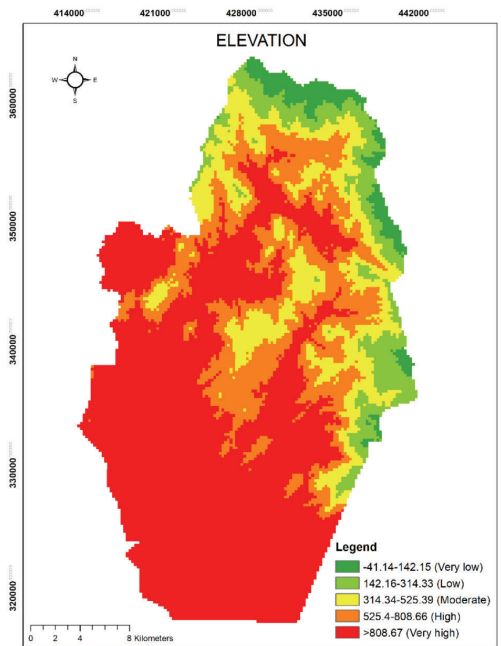 414000 421000 428000 435000 442000
ELEVATION
N
W E
S
360000
350000
340000
330000
320000
Legend
-41.14-142.15 (Very low)
142.16-314.33 (Low)
314.34-525.39 (Moderate)
525.4-808.66 (High)
>808.67 (Very high)
0 2 4 8 Kilometers